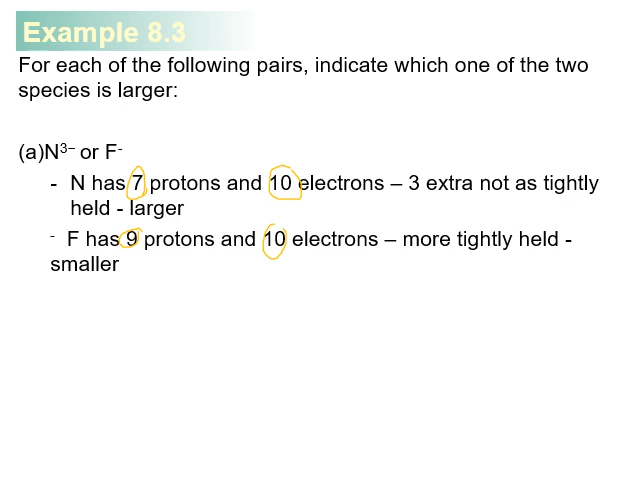 Example 8.3
For each of the following pairs, indicate which one of the two
species is larger:
(a)N³⁻ or F⁻
- N has 7 protons and 10 electrons – 3 extra not as tightly
held - larger
- F has 9 protons and 10 electrons – more tightly held -
smaller